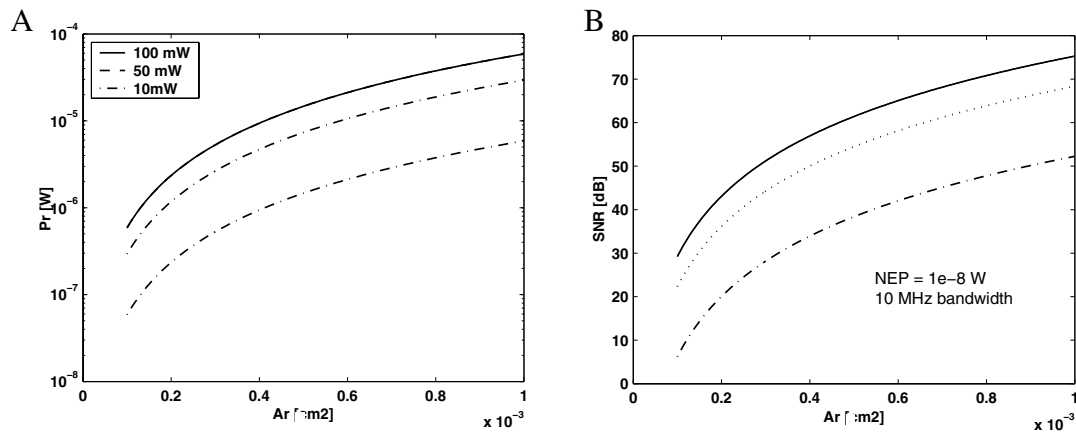 A
10⁻⁴
10⁻⁵
10⁻⁶
10⁻⁷
10⁻⁸
Pr [W]
100 mW
50 mW
10mW
0 0.2 0.4 0.6 0.8 1
x 10⁻³
B
80
70
60
50
40
30
20
10
0
SNR [dB]
NEP = 1e−8 W
10 MHz bandwidth
0 0.2 0.4 0.6 0.8 1
x 10⁻³